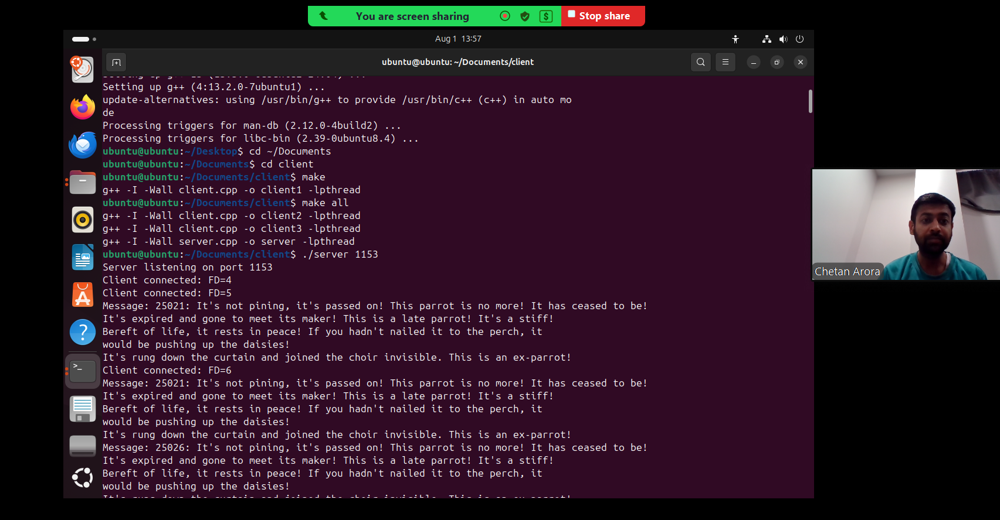 You are screen sharing
$
Stop share
Aug 1 13:57
ubuntu@ubuntu: ~/Documents/client
Setting up g++ (4:13.2.0-7ubuntu1) ...
update-alternatives: using /usr/bin/g++ to provide /usr/bin/c++ (c++) in auto mo
de
Processing triggers for man-db (2.12.0-4build2) ...
Processing triggers for libc-bin (2.39-0ubuntu8.4) ...
ubuntu@ubuntu:~/Desktop$ cd ~/Documents
ubuntu@ubuntu:~/Documents$ cd client
ubuntu@ubuntu:~/Documents/client$ make
g++ -I -Wall client.cpp -o client1 -lpthread
ubuntu@ubuntu:~/Documents/client$ make all
g++ -I -Wall client.cpp -o client2 -lpthread
g++ -I -Wall client.cpp -o client3 -lpthread
g++ -I -Wall server.cpp -o server -lpthread
ubuntu@ubuntu:~/Documents/client$ ./server 1153
Server listening on port 1153
Client connected: FD=4
Client connected: FD=5
Message: 25021: It's not pining, it's passed on! This parrot is no more! It has ceased to be!
It's expired and gone to meet its maker! This is a late parrot! It's a stiff!
Bereft of life, it rests in peace! If you hadn't nailed it to the perch, it
would be pushing up the daisies!
It's rung down the curtain and joined the choir invisible. This is an ex-parrot!
Client connected: FD=6
Message: 25021: It's not pining, it's passed on! This parrot is no more! It has ceased to be!
It's expired and gone to meet its maker! This is a late parrot! It's a stiff!
Bereft of life, it rests in peace! If you hadn't nailed it to the perch, it
would be pushing up the daisies!
It's rung down the curtain and joined the choir invisible. This is an ex-parrot!
Message: 25026: It's not pining, it's passed on! This parrot is no more! It has ceased to be!
It's expired and gone to meet its maker! This is a late parrot! It's a stiff!
Bereft of life, it rests in peace! If you hadn't nailed it to the perch, it
would be pushing up the daisies!
It's rung down the curtain and joined the choir invisible. This is an ex-parrot!
Chetan Arora